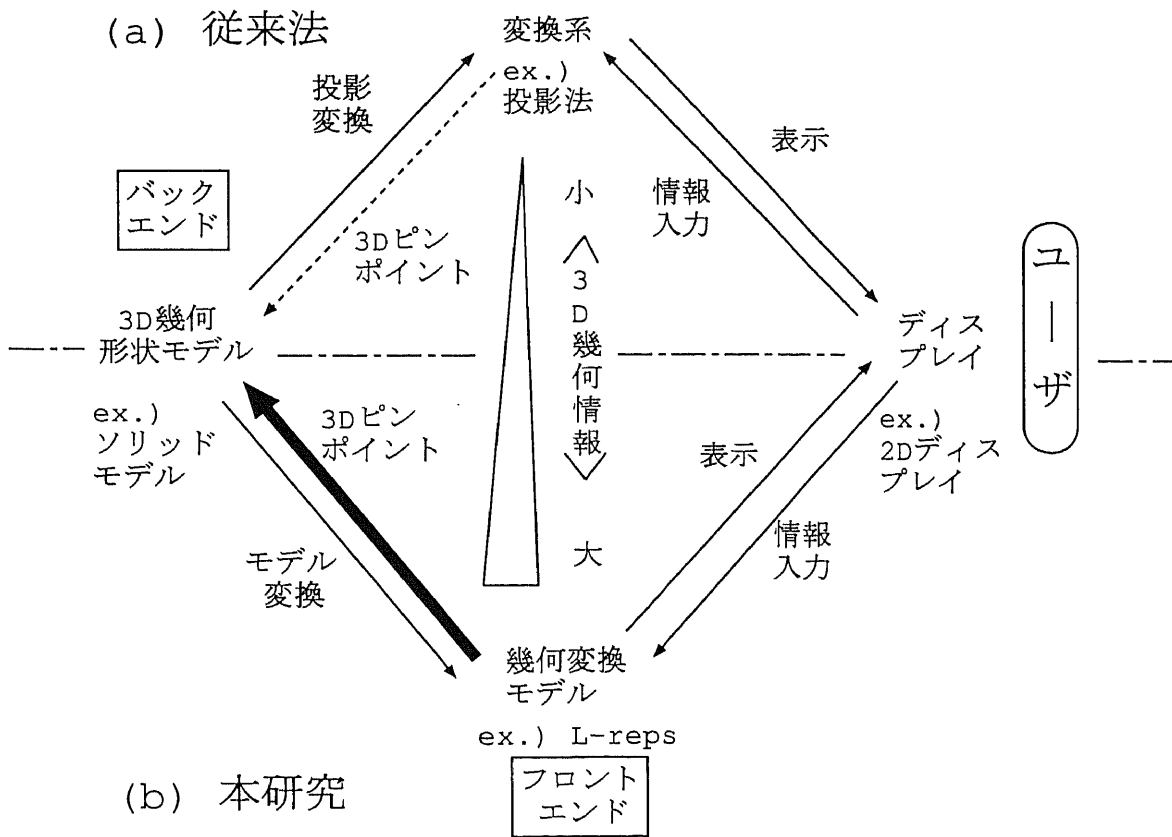 (a) 従来法
変換系
ex.)
投影法
投影
変換
表示
バック
エンド
小
情報
入力
3Dピン
ポイント
3D幾何情報
ユーザ
3D幾何
形状モデル
ディス
プレイ
ex.)
ソリッド
モデル
3Dピン
ポイント
ex.)
2Dディス
プレイ
表示
大
情報
入力
モデル
変換
幾何変換
モデル
ex.) L-reps
フロント
エンド
(b) 本研究